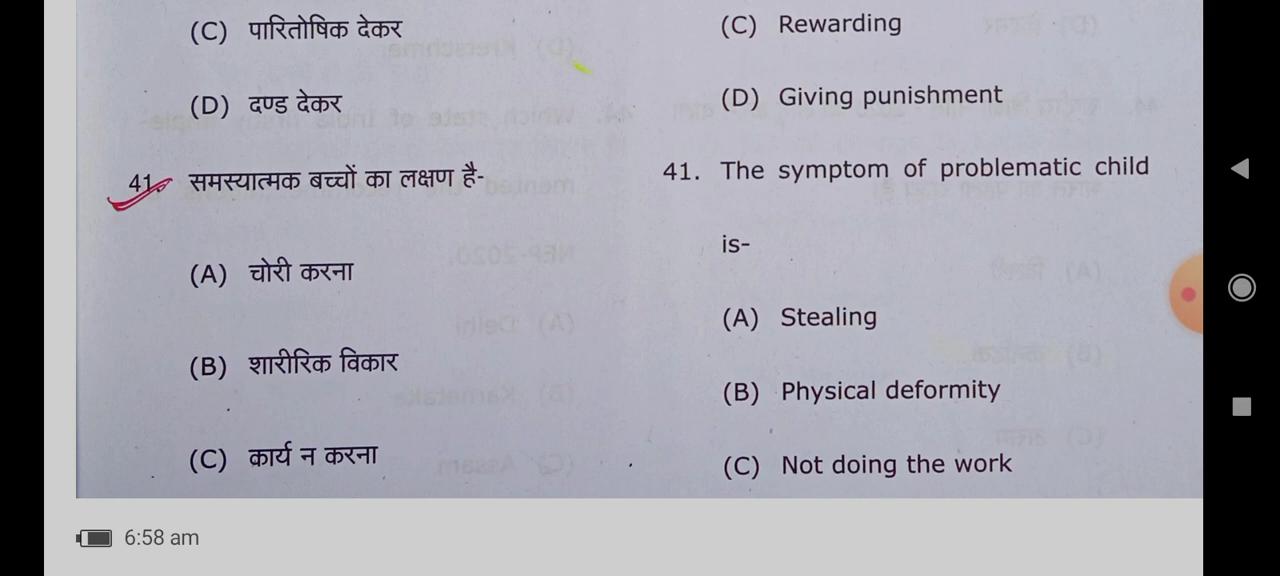 (C) पारितोषिक देकर
(D) दण्ड देकर
41. समस्यात्मक बच्चों का लक्षण है-
(A) चोरी करना
(B) शारीरिक विकार
(C) कार्य न करना
(C) Rewarding
(D) Giving punishment
41. The symptom of problematic child
is-
(A) Stealing
(B) Physical deformity
(C) Not doing the work
6:58 am